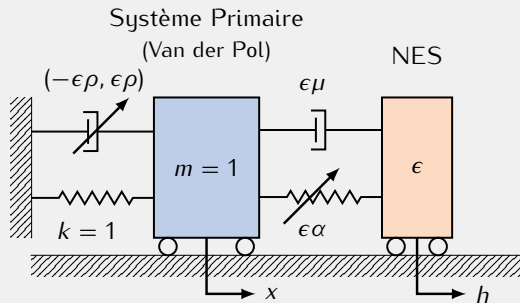 Système Primaire
(Van der Pol)
NES
(−ϵρ, ϵρ)
ϵμ
m = 1
ϵ
k = 1
ϵα
x
h